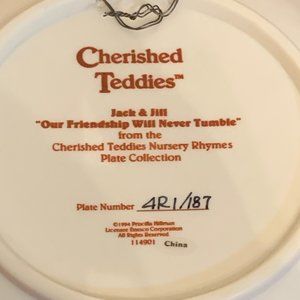 Cherished
Teddies™
Jack & Jill
"Our Friendship Will Never Tumble"
from the
Cherished Teddies Nursery Rhymes
Plate Collection
Plate Number 4R1/187
©1994 Priscilla Hillman
Licensee Enesco Corporation
All Rights Reserved
114901 China